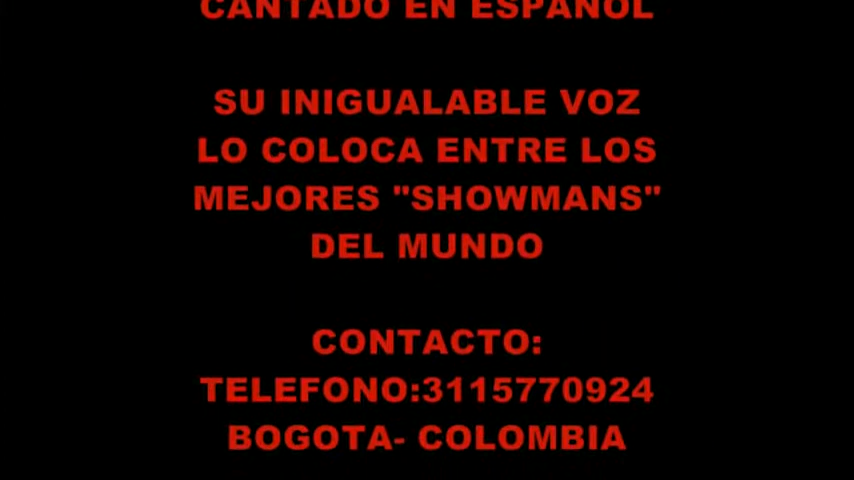 CANTADO EN ESPAÑOL
SU INIGUALABLE VOZ
LO COLOCA ENTRE LOS
MEJORES "SHOWMANS"
DEL MUNDO
CONTACTO:
TELEFONO:3115770924
BOGOTA- COLOMBIA